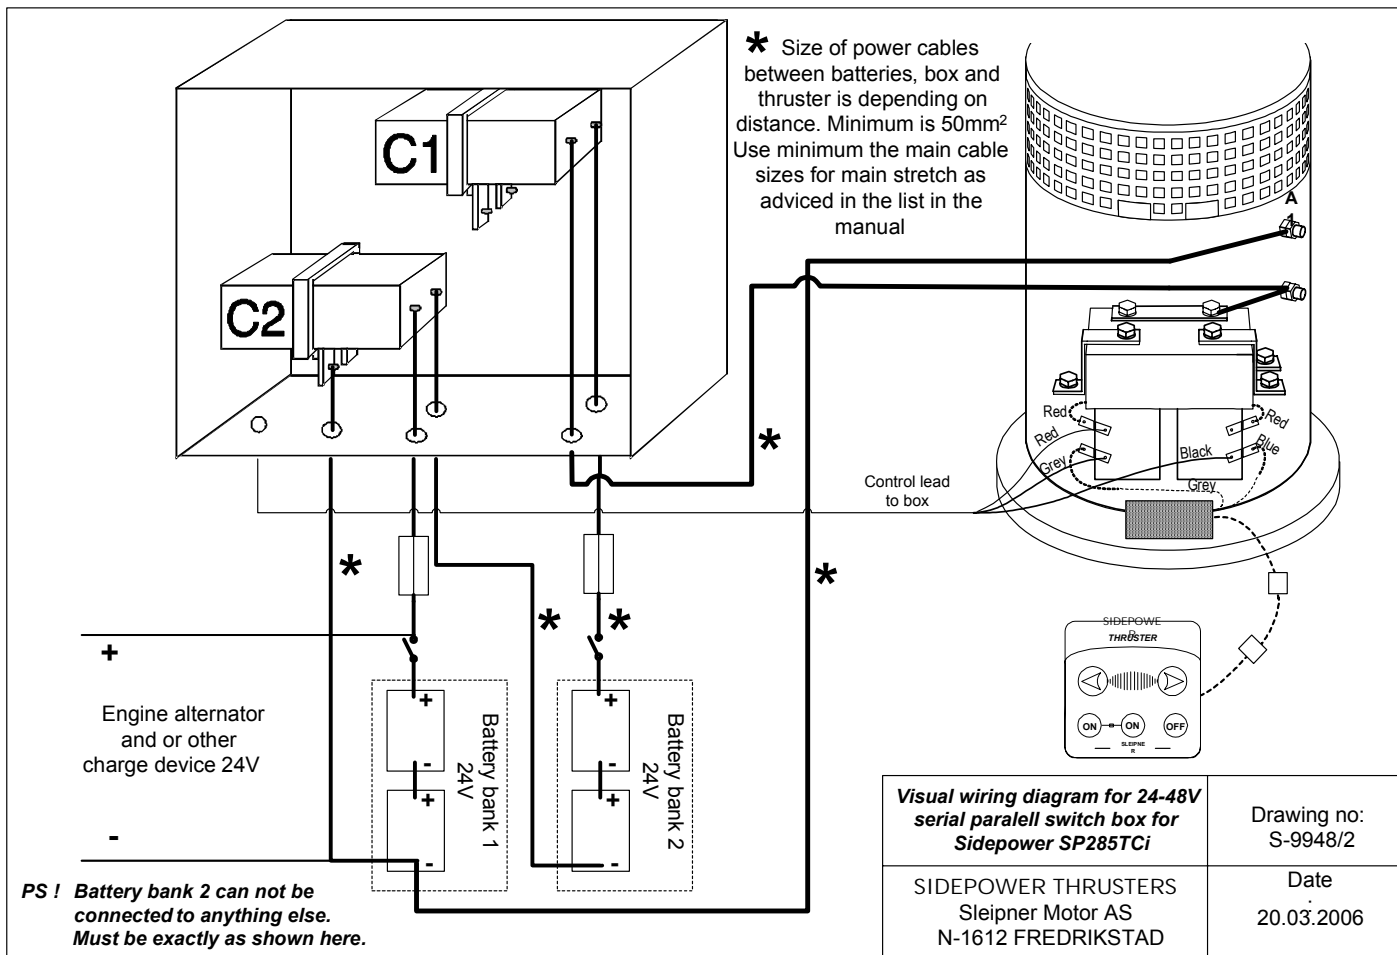 * Size of power cables
between batteries, box and
thruster is depending on
distance. Minimum is 50mm²
Use minimum the main cable
sizes for main stretch as
adviced in the list in the
manual
C1
C2
A
1
*
*
*
*
*
Red
Red
Red
Grey
Black
Blue
Grey
Control lead
to box
+
Engine alternator
and or other
charge device 24V
-
+
-
+
-
Battery bank 1
24V
+
-
+
-
Battery bank 2
24V
SIDEPOWE
R
THRUSTER
ON
ON
OFF
SLEIPNE
R
PS ! Battery bank 2 can not be
connected to anything else.
Must be exactly as shown here.
Visual wiring diagram for 24-48V
serial paralell switch box for
Sidepower SP285TCi
Drawing no:
S-9948/2
SIDEPOWER THRUSTERS
Sleipner Motor AS
N-1612 FREDRIKSTAD
Date
:
20.03.2006